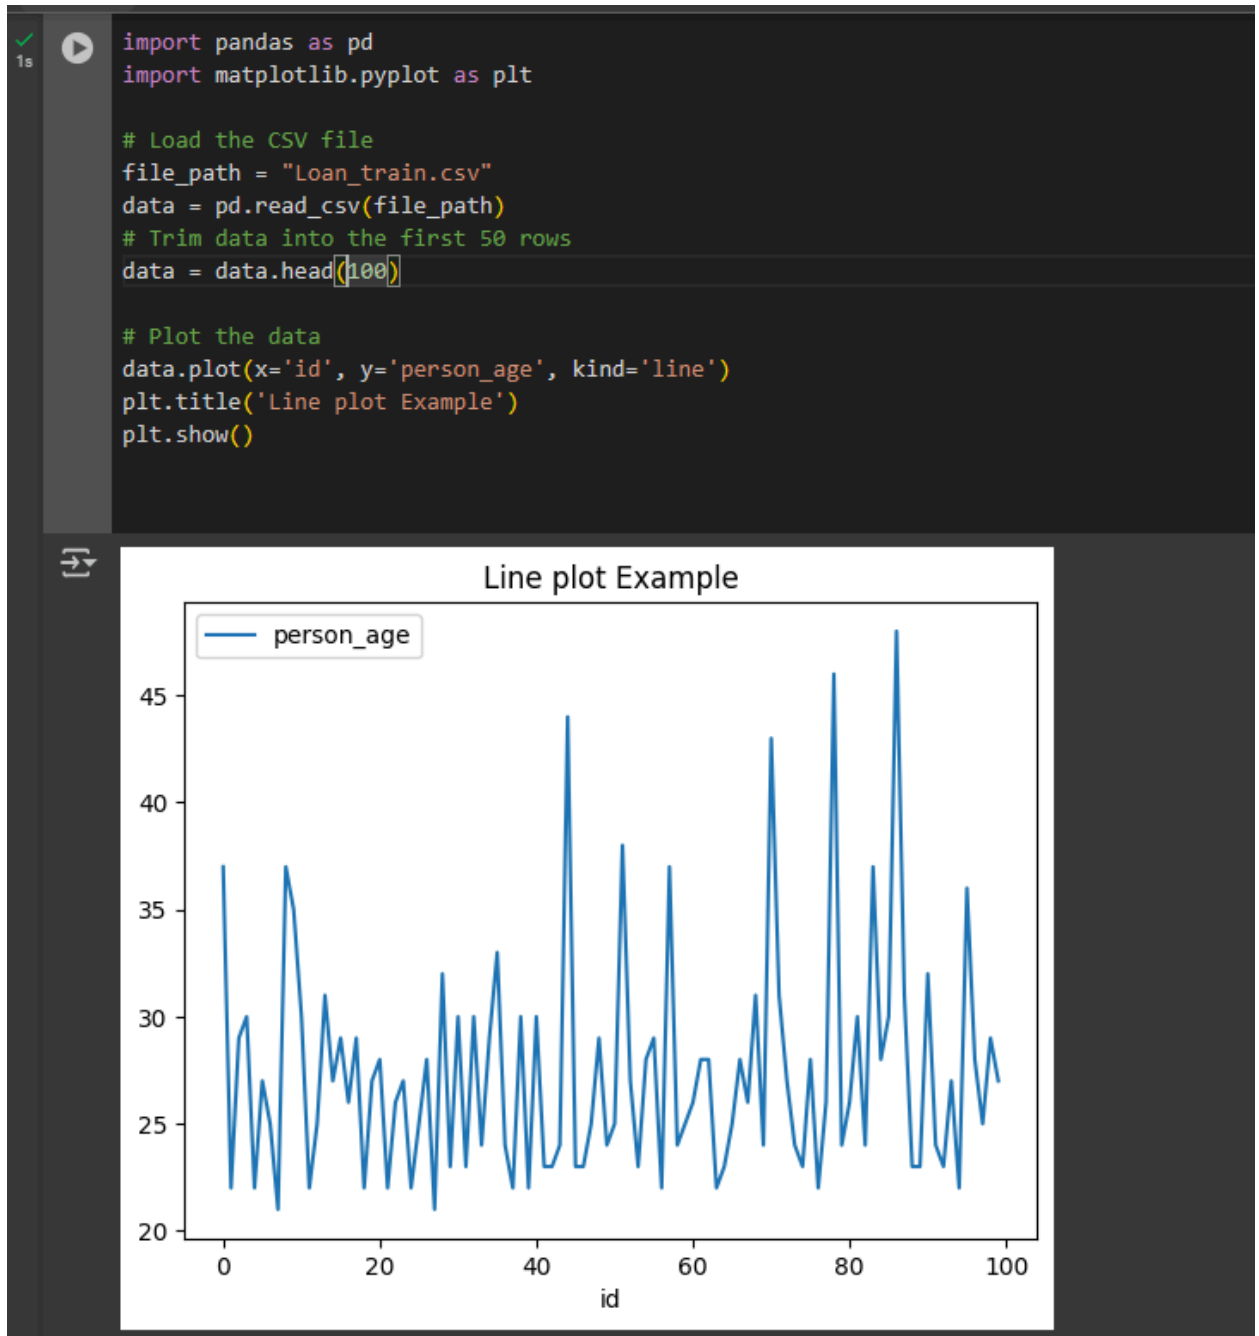 1s
import pandas as pd
import matplotlib.pyplot as plt
# Load the CSV file
file_path = "Loan_train.csv"
data = pd.read_csv(file_path)
# Trim data into the first 50 rows
data = data.head(100)
# Plot the data
data.plot(x='id', y='person_age', kind='line')
plt.title('Line plot Example')
plt.show()
Line plot Example
person_age
45
40
35
30
25
20
0 20 40 60 80 100
id